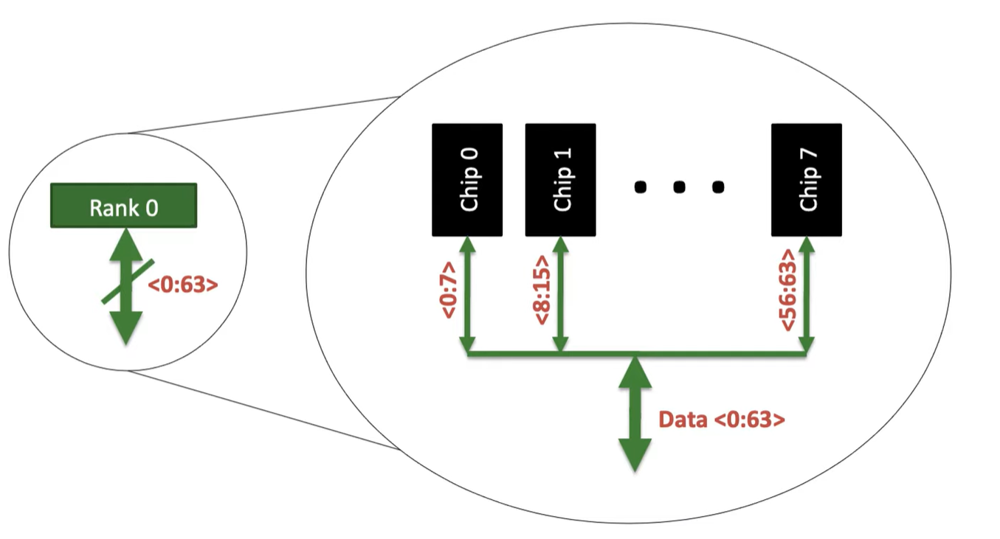 Rank 0
<0:63>
Chip 0
Chip 1
Chip 7
<0:7>
<8:15>
<56:63>
Data <0:63>